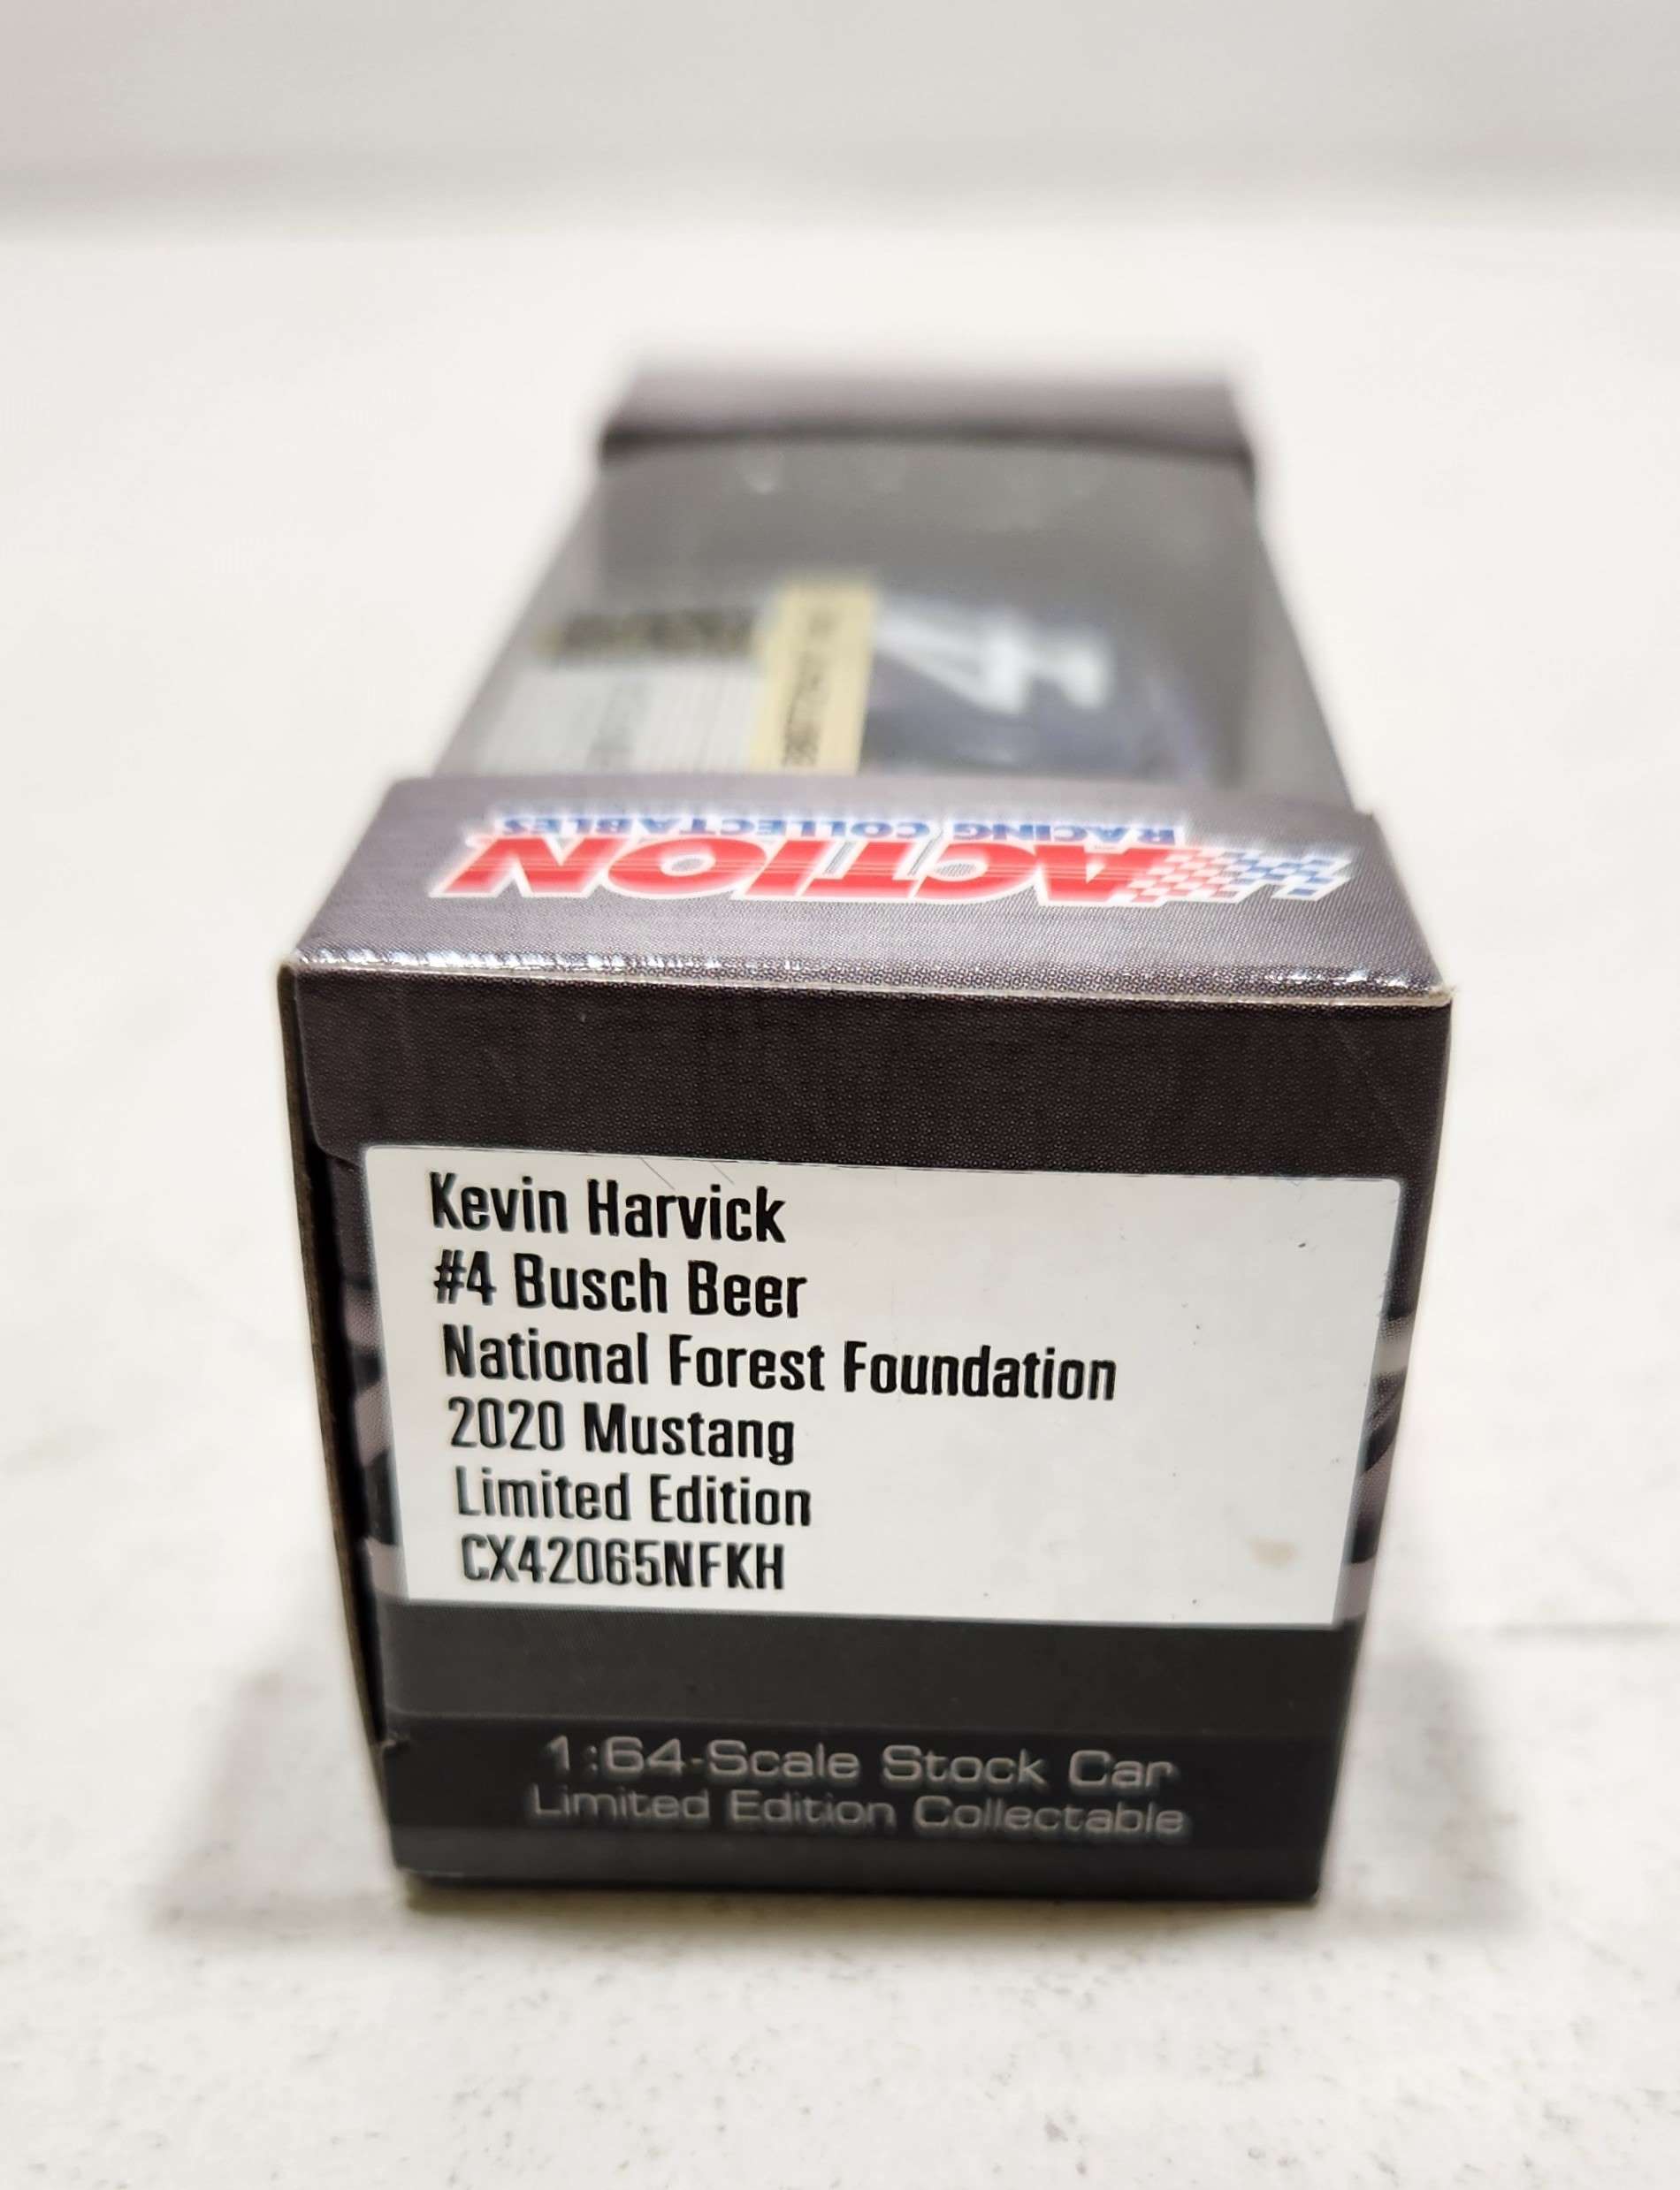 4
ACTION
RACING COLLECTABLES
Kevin Harvick
#4 Busch Beer
National Forest Foundation
2020 Mustang
Limited Edition
CX42065NFKH
1:64-Scale Stock Car
Limited Edition Collectable